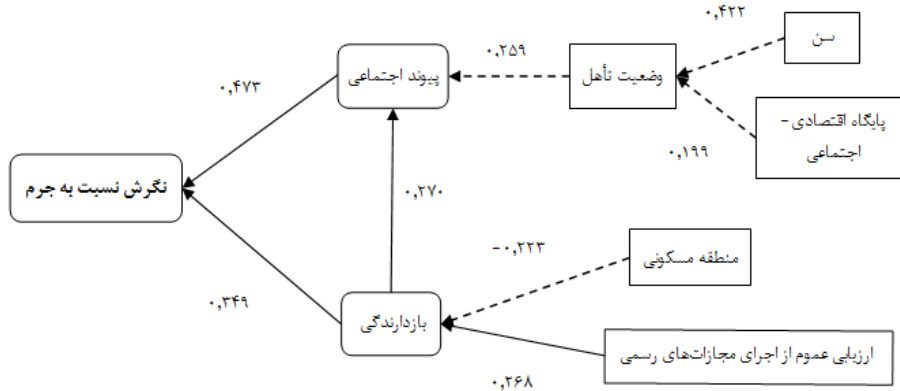 ۰,۴۲۲
سن
۰,۲۵۹
وضعیت تأهل
پیوند اجتماعی
۰,۴۷۳
پایگاه اقتصادی-
اجتماعی
۰,۱۹۹
نگرش نسبت به جرم
۰,۲۷۰
-۰,۲۲۳
منطقه مسکونی
۰,۳۴۹
بازدارندگی
ارزیابی عموم از اجرای مجازات‌های رسمی
۰,۲۶۸